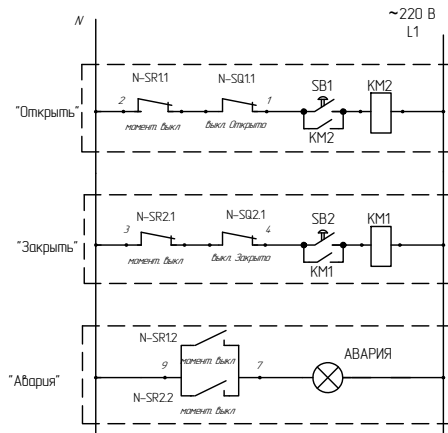 N
~220 В
L1
N-SR1.1
N-SQ1.1
SB1
KM2
"Открыть"
2
1
момент. выкл
выкл. Открыто
KM2
N-SR2.1
N-SQ2.1
SB2
KM1
"Закрыть"
3
4
момент. выкл
выкл. Закрыто
KM1
N-SR1.2
момент. выкл
АВАРИЯ
"Авария"
9
7
N-SR2.2
момент. выкл